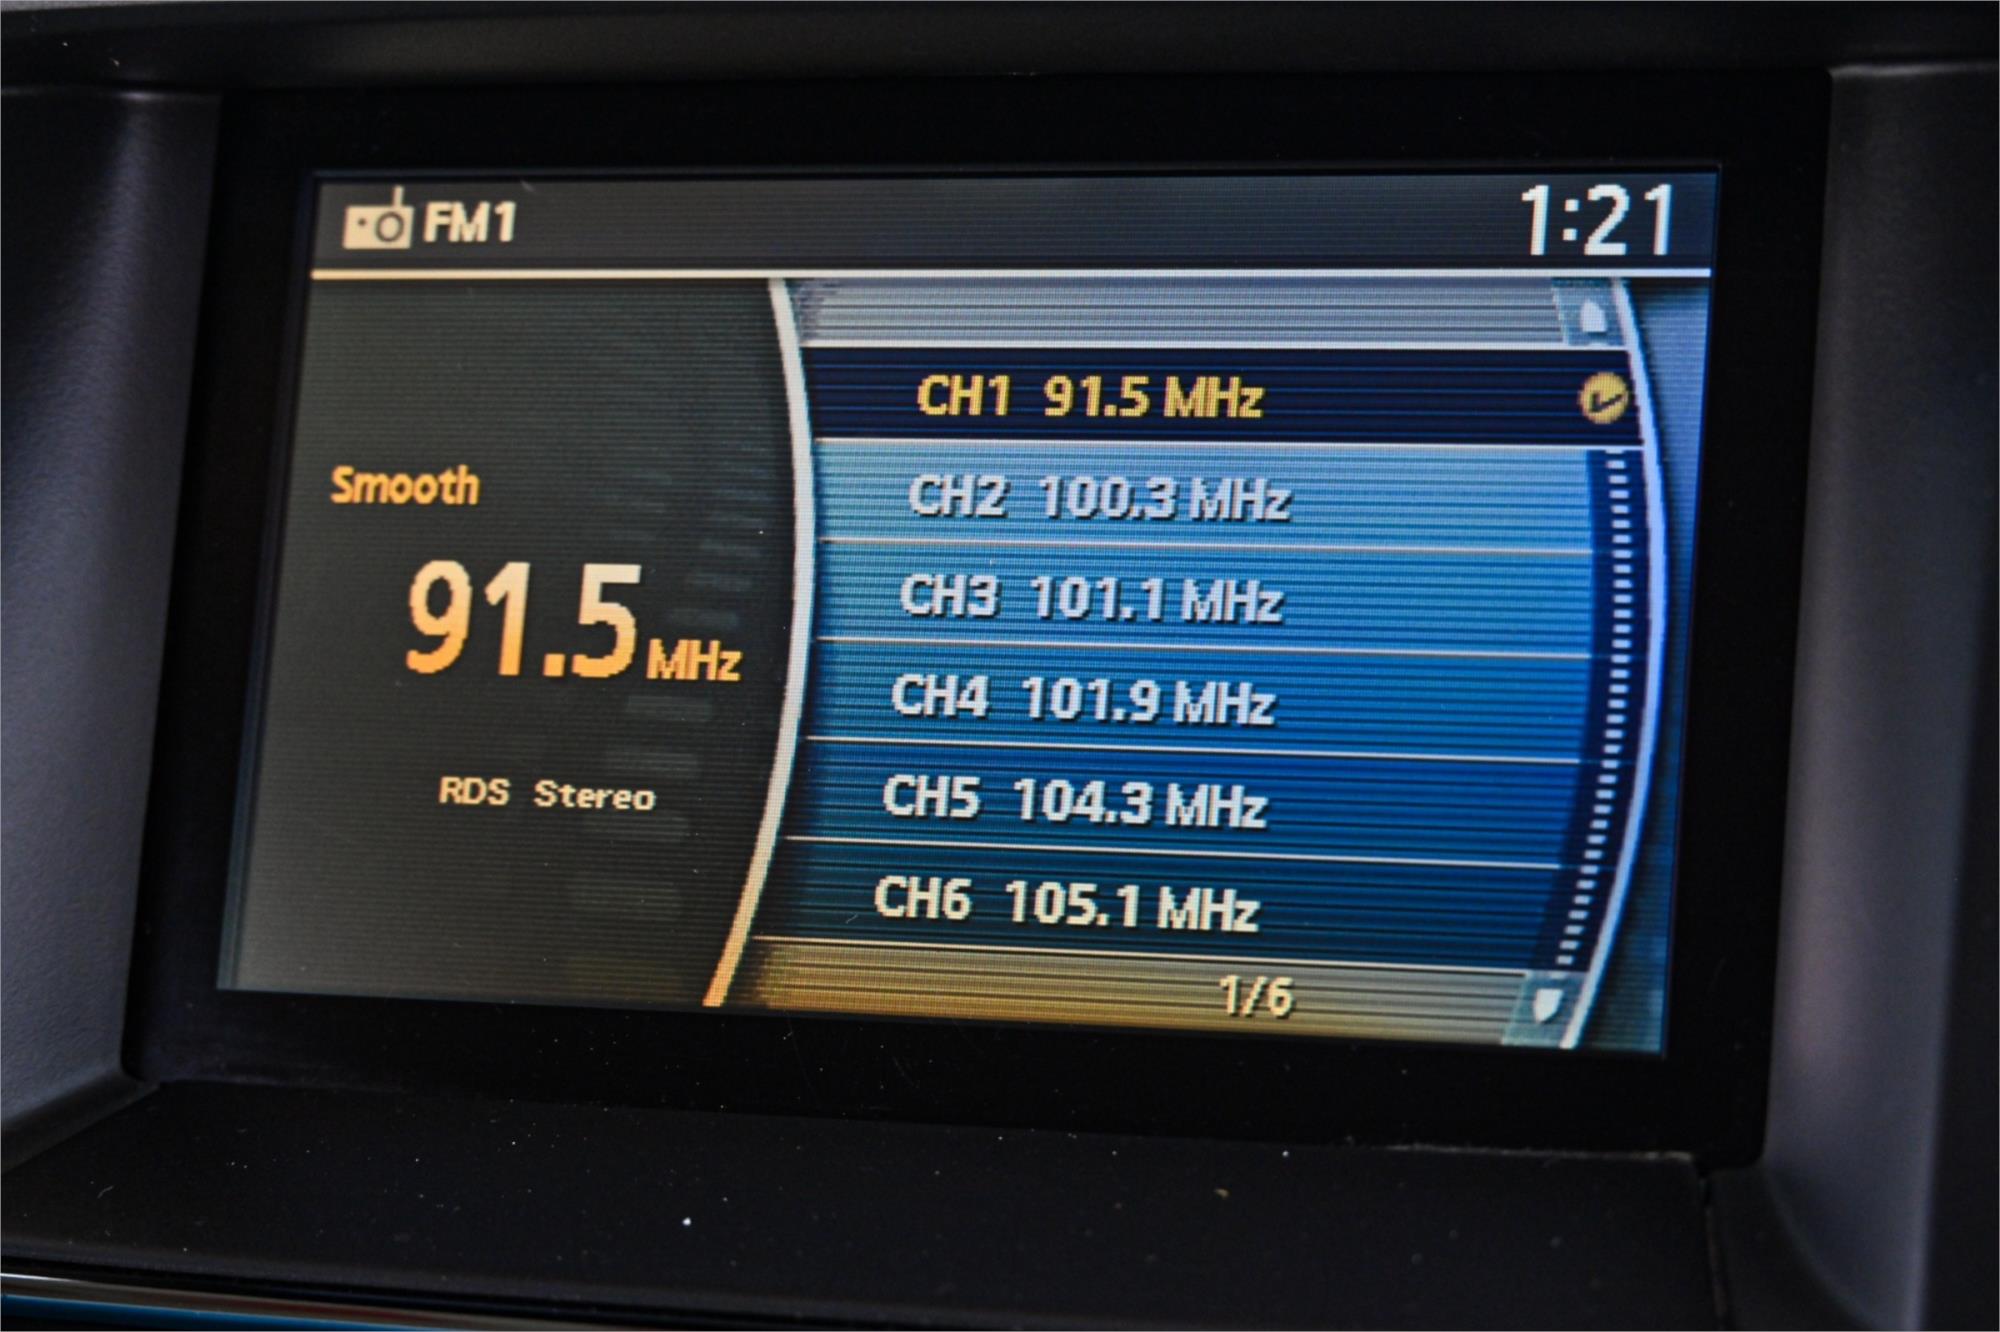 FM1 1:21
Smooth
91.5 MHz
RDS Stereo
CH1 91.5 MHz
CH2 100.3 MHz
CH3 101.1 MHz
CH4 101.9 MHz
CH5 104.3 MHz
CH6 105.1 MHz
1/6